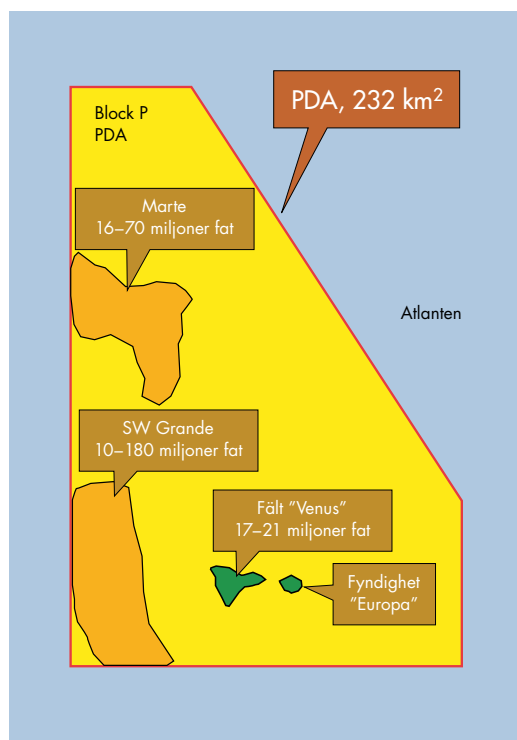 Block P
PDA
PDA, 232 km²
Marte
16–70 miljoner fat
Atlanten
SW Grande
10–180 miljoner fat
Fält ”Venus”
17–21 miljoner fat
Fyndighet
”Europa”